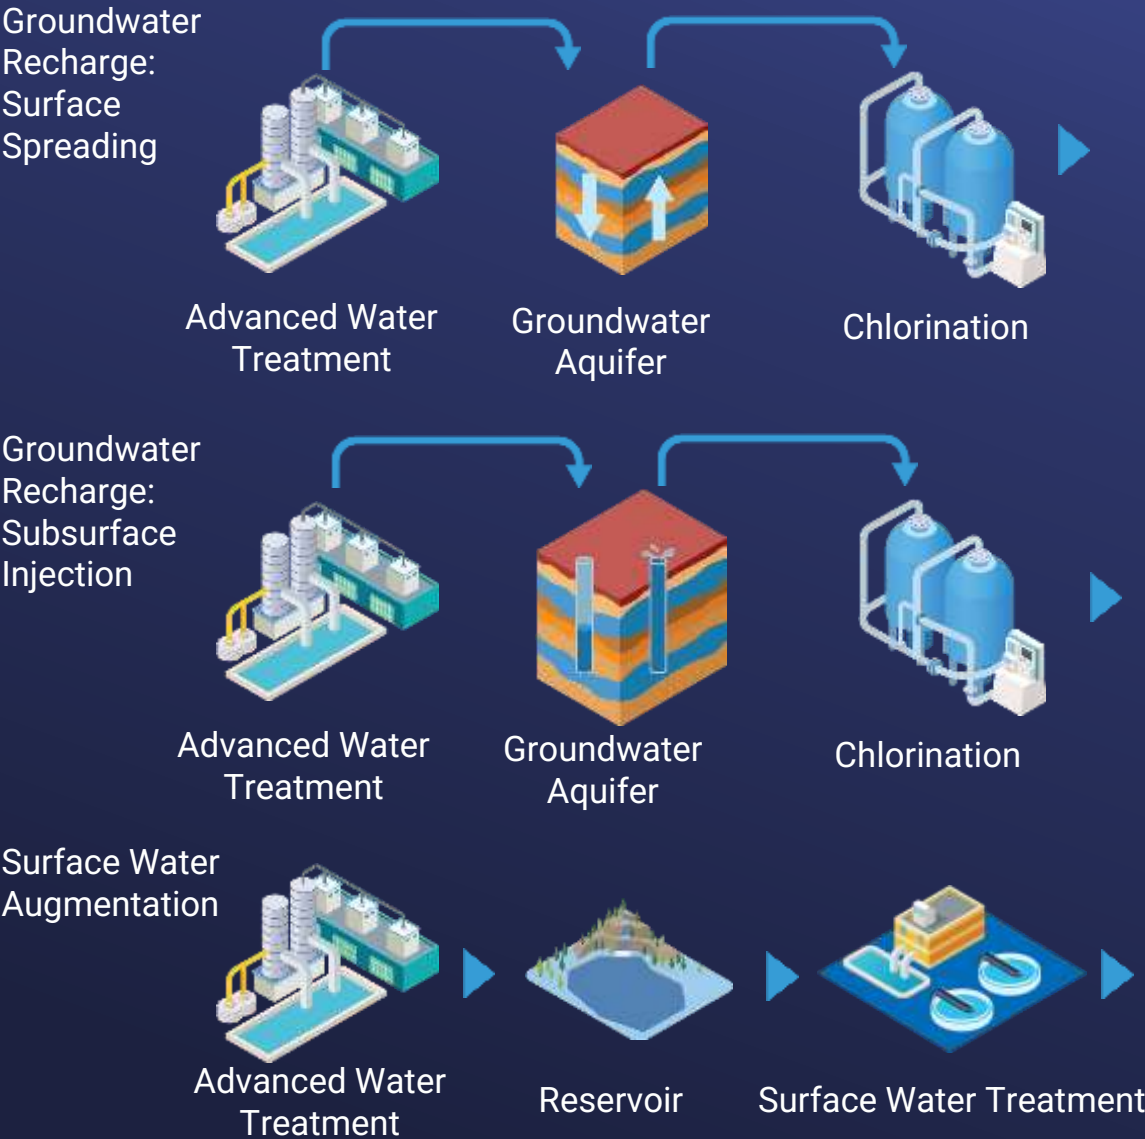 Groundwater
Recharge:
Surface
Spreading
Advanced Water
Treatment
Groundwater
Aquifer
Chlorination
Groundwater
Recharge:
Subsurface
Injection
Advanced Water
Treatment
Groundwater
Aquifer
Chlorination
Surface Water
Augmentation
Advanced Water
Treatment
Reservoir
Surface Water Treatment